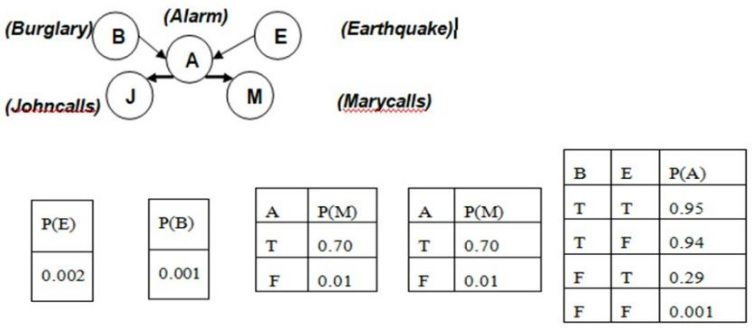 (Burglary) B (Alarm) E (Earthquake)
A
(Johncalls) J M (Marycalls)
P(E)
0.002
P(B)
0.001
A P(M)
T 0.70
F 0.01
A P(M)
T 0.70
F 0.01
B E P(A)
T T 0.95
T F 0.94
F T 0.29
F F 0.001